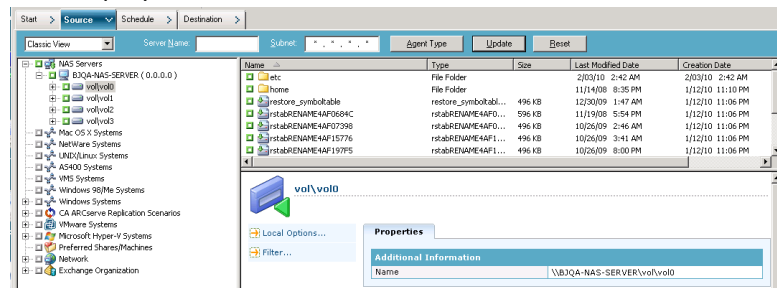 Start > Source Schedule > Destination >
Classic View Server Name: Subnet: * . * . * . * Agent Type Update Reset
NAS Servers
BJQA-NAS-SERVER ( 0.0.0.0 )
vol\vol0
vol\vol1
vol\vol2
vol\vol3
Mac OS X Systems
NetWare Systems
UNIX/Linux Systems
AS400 Systems
VMS Systems
Windows 98/Me Systems
Windows Systems
CA ARCserve Replication Scenarios
VMware Systems
Microsoft Hyper-V Systems
Preferred Shares/Machines
Network
Exchange Organization
Name Type Size Last Modified Date Creation Date
etc File Folder 2/03/10 2:42 AM 2/03/10 2:42 AM
home File Folder 11/14/08 8:35 PM 1/12/10 11:10 PM
restore_symboltable restore_symboltabl... 496 KB 12/30/09 1:47 AM 1/12/10 11:06 PM
rstabRENAME4AF0684C rstabRENAME4AF0... 596 KB 11/19/08 5:54 PM 1/12/10 11:06 PM
rstabRENAME4AF07398 rstabRENAME4AF0... 496 KB 10/26/09 2:46 AM 1/12/10 11:06 PM
rstabRENAME4AF15776 rstabRENAME4AF1... 496 KB 10/26/09 3:41 AM 1/12/10 11:06 PM
rstabRENAME4AF197F5 rstabRENAME4AF1... 496 KB 10/26/09 8:00 PM 1/12/10 11:06 PM
vol\vol0
Local Options...
Filter...
Properties
Additional Information
Name \\BJQA-NAS-SERVER\vol\vol0